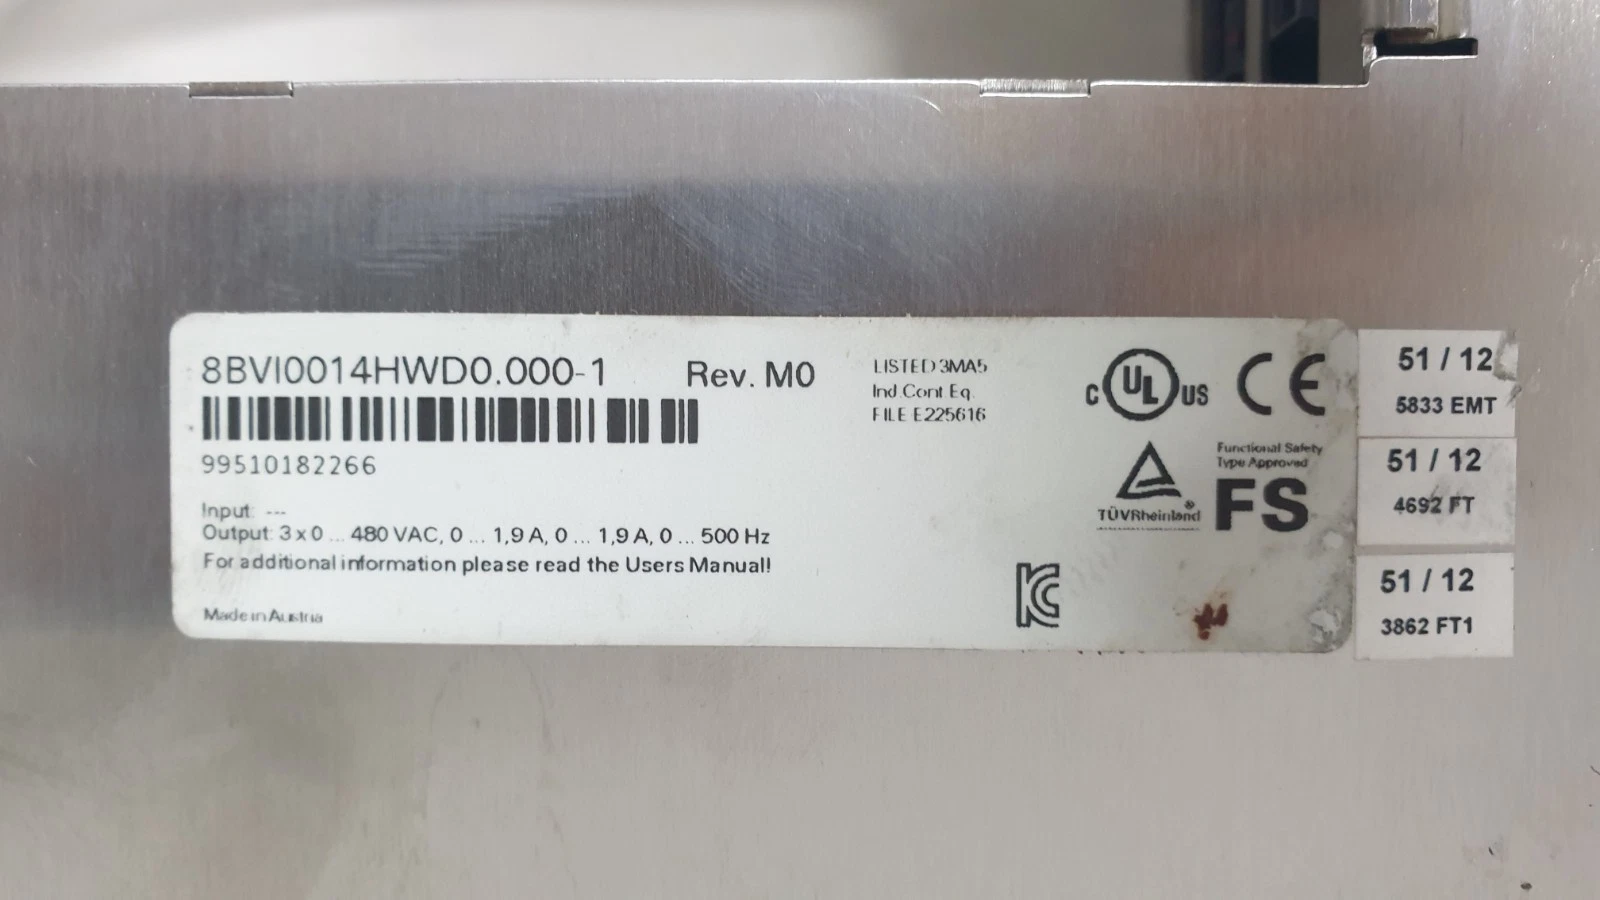 8BVI0014HWD0.000-1 Rev. M0
99510182266
Input: ---
Output: 3 x 0 ... 480 VAC, 0 ... 1,9 A, 0 ... 1,9 A, 0 ... 500 Hz
For additional information please read the Users Manual!
Made in Austria
LISTED 3MA5
Ind.Cont Eq.
FILE E225616
C UL US CE
TÜVRheinland®
Functional Safety
Type Approved
FS
KC
51 / 12
5833 EMT
51 / 12
4692 FT
51 / 12
3862 FT1